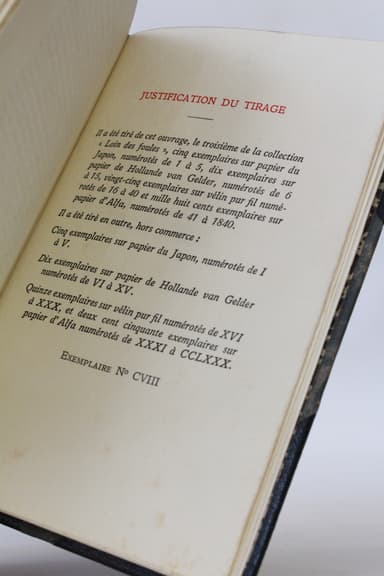 JUSTIFICATION DU TIRAGE
Il a été tiré de cet ouvrage, le troisième de la collection
« Loin des foules », cinq exemplaires sur papier du
Japon, numérotés de 1 à 5, dix exemplaires sur
papier de Hollande van Gelder, numérotés de 6
à 15, vingt-cinq exemplaires sur vélin pur fil numé-
rotés de 16 à 40 et mille huit cents exemplaires sur
papier d'Alfa, numérotés de 41 à 1840.
Il a été tiré en outre, hors commerce :
Cinq exemplaires sur papier du Japon, numérotés de I
à V.
Dix exemplaires sur papier de Hollande van Gelder
numérotés de VI à XV.
Quinze exemplaires sur vélin pur fil numérotés de XVI
à XXX, et deux cent cinquante exemplaires sur
papier d'Alfa numérotés de XXXI à CCLXXX.
EXEMPLAIRE No CVIII